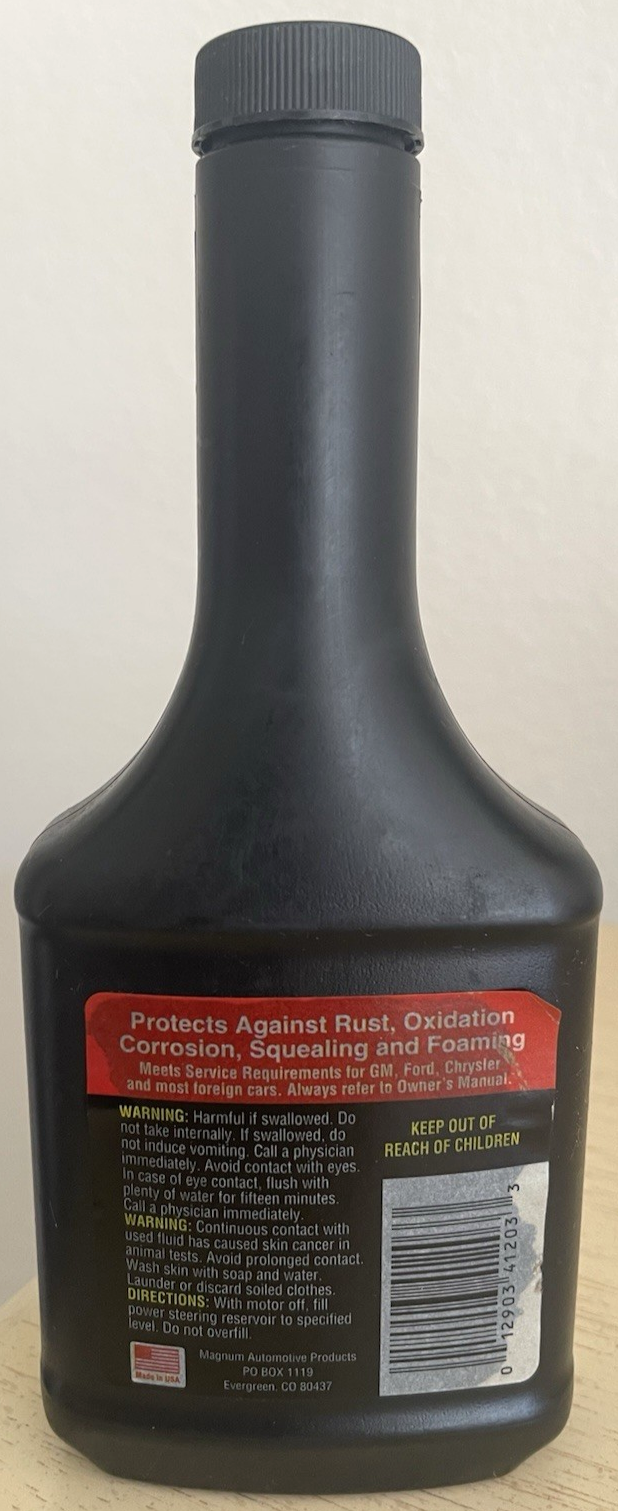 Protects Against Rust, Oxidation
Corrosion, Squealing and Foaming
Meets Service Requirements for GM, Ford, Chrysler
and most foreign cars. Always refer to Owner's Manual.
WARNING: Harmful if swallowed. Do
not take internally. If swallowed, do
not induce vomiting. Call a physician
immediately. Avoid contact with eyes.
In case of eye contact, flush with
plenty of water for fifteen minutes.
Call a physician immediately.
WARNING: Continuous contact with
used fluid has caused skin cancer in
animal tests. Avoid prolonged contact.
Wash skin with soap and water.
Launder or discard soiled clothes.
DIRECTIONS: With motor off, fill
power steering reservoir to specified
level. Do not overfill.
Made in USA
Magnum Automotive Products
PO BOX 1119
Evergreen, CO 80437
KEEP OUT OF
REACH OF CHILDREN
0 12903 41203 3